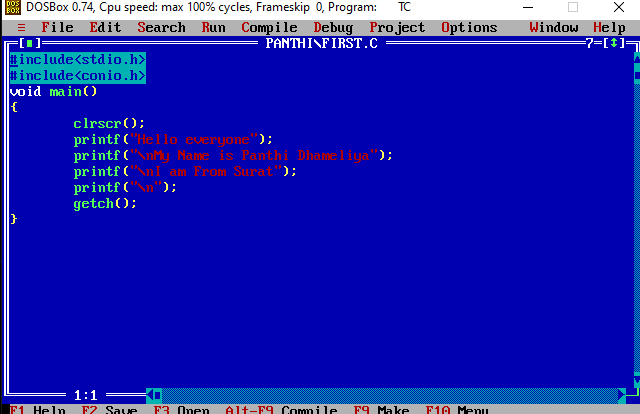 DOSBox 0.74, Cpu speed: max 100% cycles, Frameskip 0, Program: TC
≡ File Edit Search Run Compile Debug Project Options Window Help
[■] PANTHI\FIRST.C 7=[↕]
#include<stdio.h>
#include<conio.h>
void main()
{
clrscr();
printf("Hello everyone");
printf("\nMy Name is Panthi Dhameliya");
printf("\nI am From Surat");
printf("\n");
getch();
}
1:1
F1 Help F2 Save F3 Open Alt-F9 Compile F9 Make F10 Menu